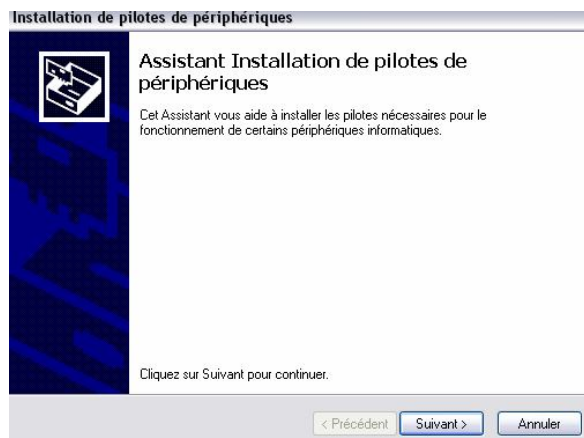 Installation de pilotes de périphériques
Assistant Installation de pilotes de
périphériques
Cet Assistant vous aide à installer les pilotes nécessaires pour le
fonctionnement de certains périphériques informatiques.
Cliquez sur Suivant pour continuer.
< Précédent Suivant > Annuler